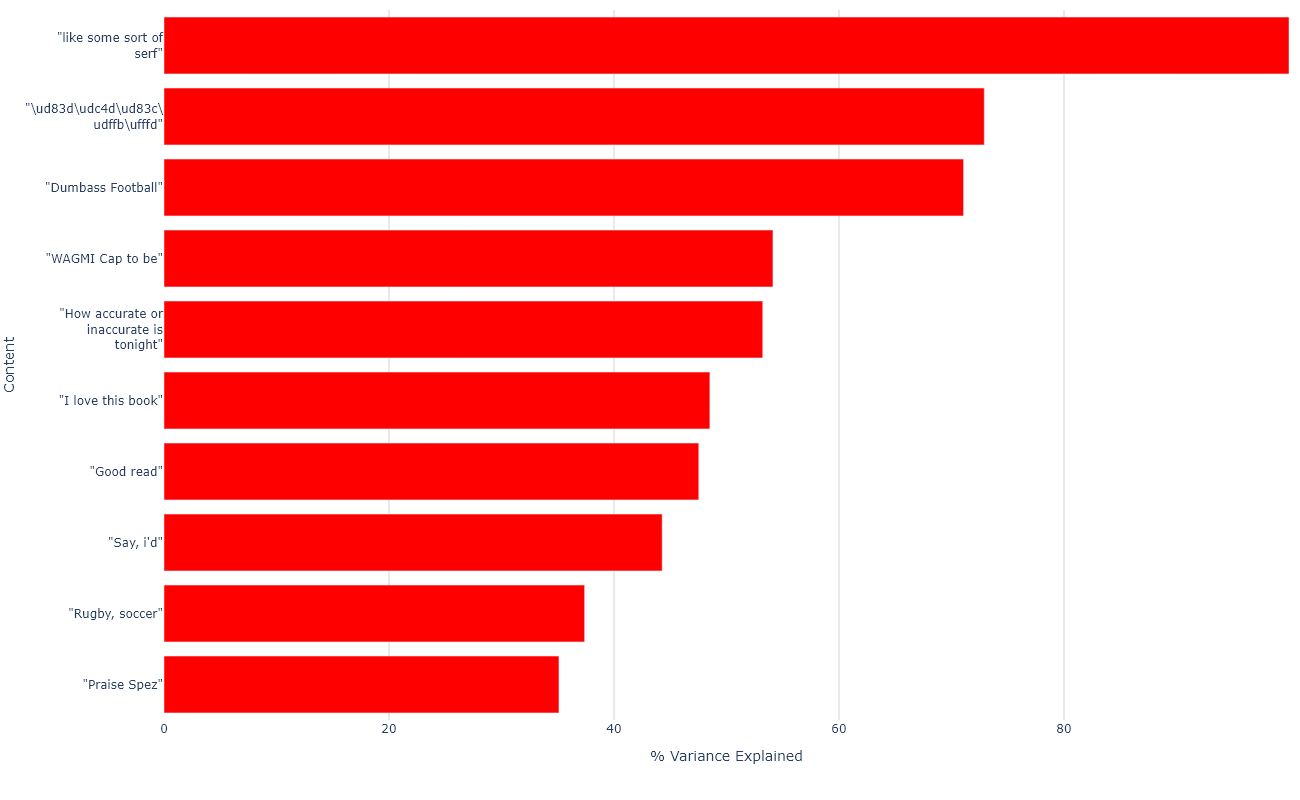 "like some sort of
serf"
"\ud83d\udc4d\ud83c\
udffb\ufffd"
"Dumbass Football"
"WAGMI Cap to be"
"How accurate or
inaccurate is
tonight"
"I love this book"
"Good read"
"Say, i'd"
"Rugby, soccer"
"Praise Spez"
Content
0 20 40 60 80
% Variance Explained